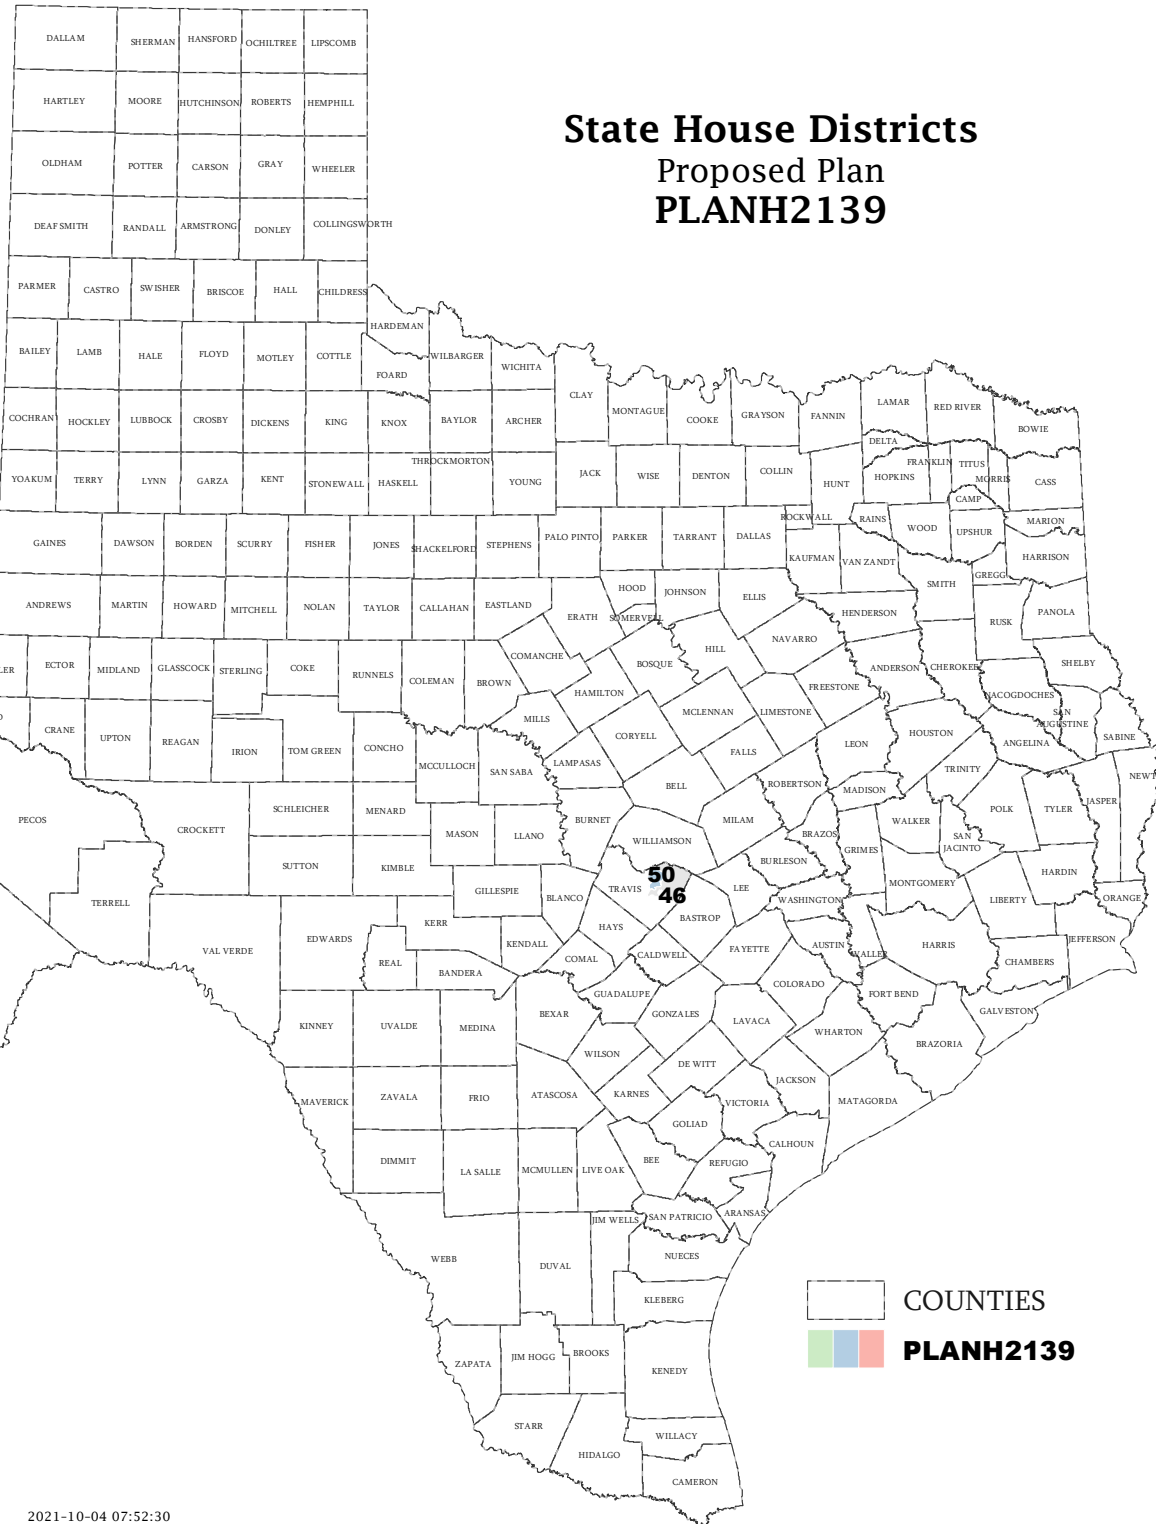 State House Districts
Proposed Plan
PLANH2139
DALLAM SHERMAN HANSFORD OCHILTREE LIPSCOMB
HARTLEY MOORE HUTCHINSON ROBERTS HEMPHILL
OLDHAM POTTER CARSON GRAY WHEELER
DEAF SMITH RANDALL ARMSTRONG DONLEY COLLINGSWORTH
PARMER CASTRO SWISHER BRISCOE HALL CHILDRESS
HARDEMAN
BAILEY LAMB HALE FLOYD MOTLEY COTTLE FOARD WILBARGER WICHITA
CLAY
COCHRAN HOCKLEY LUBBOCK CROSBY DICKENS KING KNOX BAYLOR ARCHER MONTAGUE COOKE GRAYSON FANNIN LAMAR RED RIVER BOWIE
DELTA
YOAKUM TERRY LYNN GARZA KENT STONEWALL HASKELL THROCKMORTON YOUNG JACK WISE DENTON COLLIN HUNT HOPKINS FRANKLIN TITUS MORRIS CASS
CAMP
GAINES DAWSON BORDEN SCURRY FISHER JONES SHACKELFORD STEPHENS PALO PINTO PARKER TARRANT DALLAS ROCKWALL RAINS WOOD UPSHUR MARION
KAUFMAN VAN ZANDT HARRISON
SMITH GREGG
ANDREWS MARTIN HOWARD MITCHELL NOLAN TAYLOR CALLAHAN EASTLAND ERATH HOOD SOMERVELL JOHNSON ELLIS HENDERSON RUSK PANOLA
NAVARRO
LER ECTOR MIDLAND GLASSCOCK STERLING COKE RUNNELS COLEMAN BROWN COMANCHE BOSQUE HILL ANDERSON CHEROKEE SHELBY
HAMILTON FREESTONE NACOGDOCHES
CRANE UPTON REAGAN IRION TOM GREEN CONCHO MILLS CORYELL MCLENNAN LIMESTONE LEON HOUSTON ANGELINA SAN
AUGUSTINE SABINE
MCCULLOCH SAN SABA LAMPASAS FALLS TRINITY
BELL ROBERTSON MADISON NEWT
PECOS CROCKETT SCHLEICHER MENARD MASON LLANO BURNET MILAM BRAZOS WALKER POLK TYLER JASPER
WILLIAMSON GRIMES SAN
JACINTO
SUTTON KIMBLE BURLESON HARDIN
TERRELL GILLESPIE BLANCO TRAVIS 50
46 LEE WASHINGTON MONTGOMERY LIBERTY ORANGE
BASTROP
VAL VERDE EDWARDS KERR KENDALL HAYS FAYETTE AUSTIN WALLER HARRIS JEFFERSON
REAL BANDERA COMAL CALDWELL CHAMBERS
GUADALUPE COLORADO FORT BEND
KINNEY UVALDE MEDINA BEXAR GONZALES LAVACA WHARTON GALVESTON
WILSON DE WITT BRAZORIA
MAVERICK ZAVALA FRIO ATASCOSA KARNES VICTORIA JACKSON MATAGORDA
GOLIAD
DIMMIT LA SALLE MCMULLEN LIVE OAK BEE REFUGIO CALHOUN
JIM WELLS SAN PATRICIO ARANSAS
WEBB DUVAL NUECES
KLEBERG
ZAPATA JIM HOGG BROOKS KENEDY
STARR HIDALGO WILLACY
CAMERON
COUNTIES
PLANH2139
2021-10-04 07:52:30